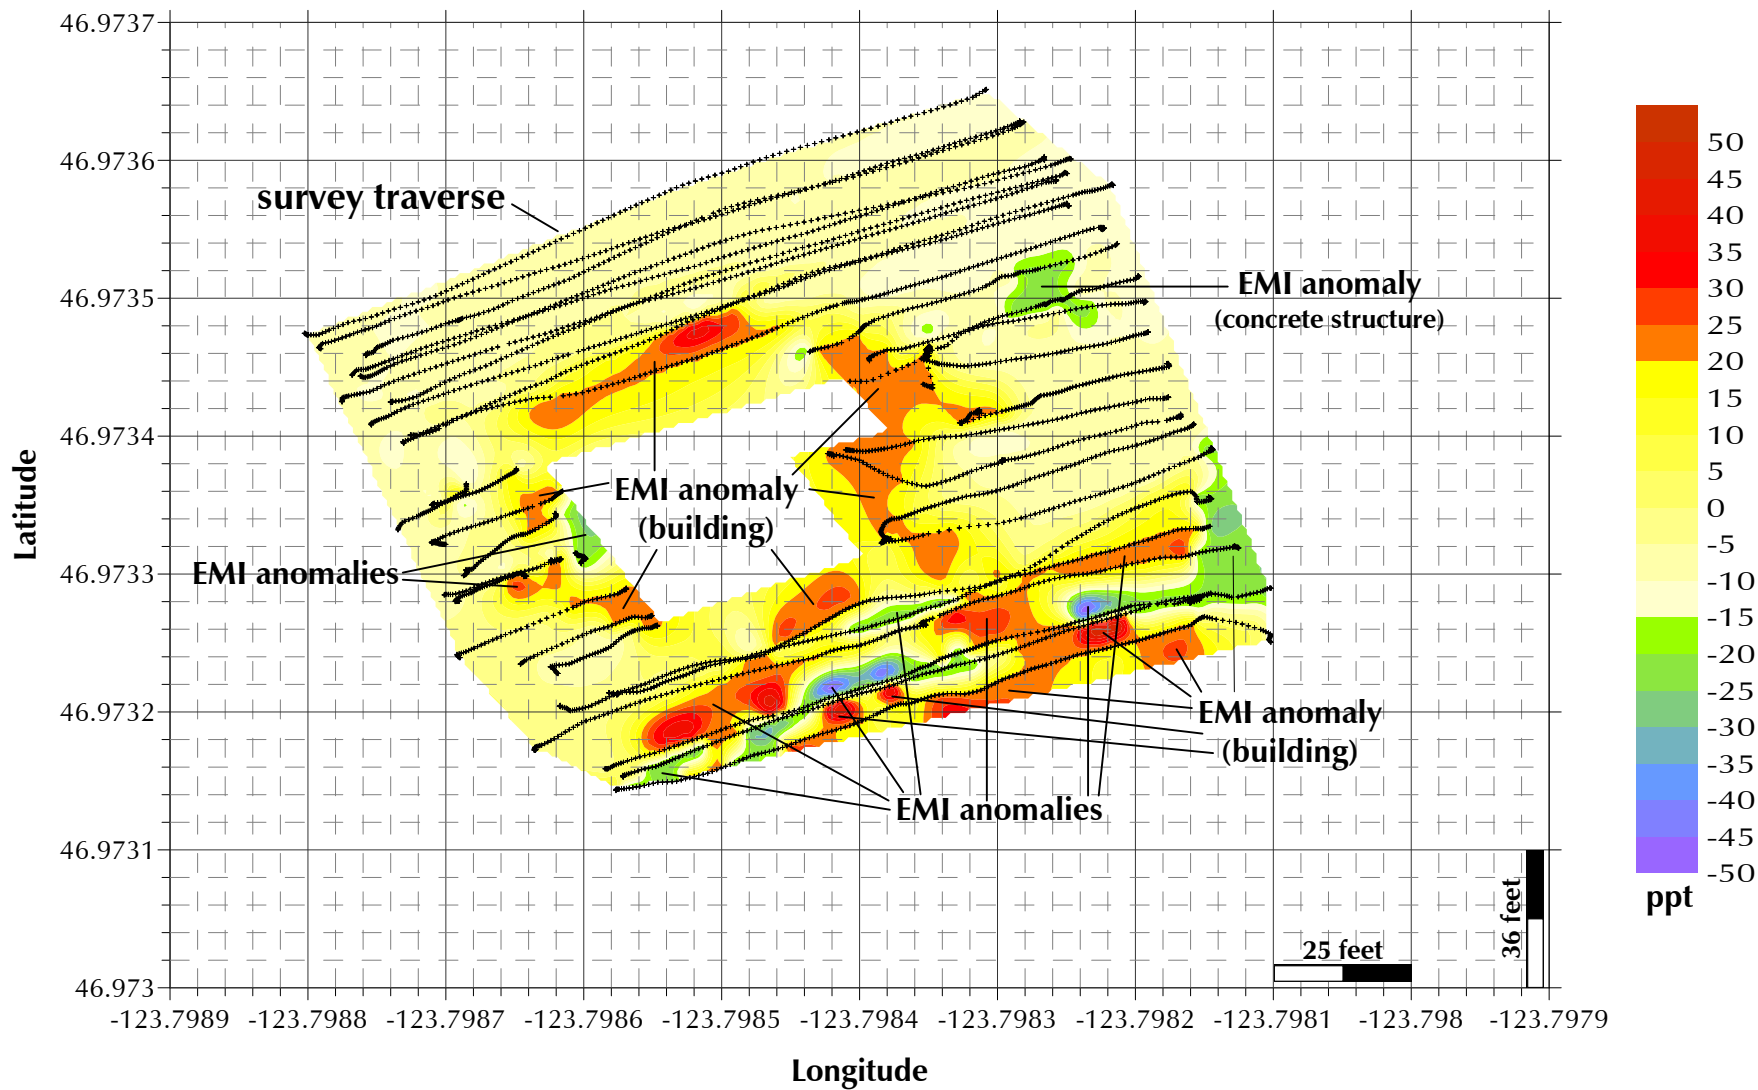 46.9737
46.9736
survey traverse
46.9735
EMI anomaly
(concrete structure)
46.9734
EMI anomaly
(building)
EMI anomalies
46.9733
46.9732
EMI anomaly
(building)
EMI anomalies
46.9731
46.973
Latitude
36 feet
25 feet
-123.7989 -123.7988 -123.7987 -123.7986 -123.7985 -123.7984 -123.7983 -123.7982 -123.7981 -123.798 -123.7979
Longitude
50
45
40
35
30
25
20
15
10
5
0
-5
-10
-15
-20
-25
-30
-35
-40
-45
-50
ppt